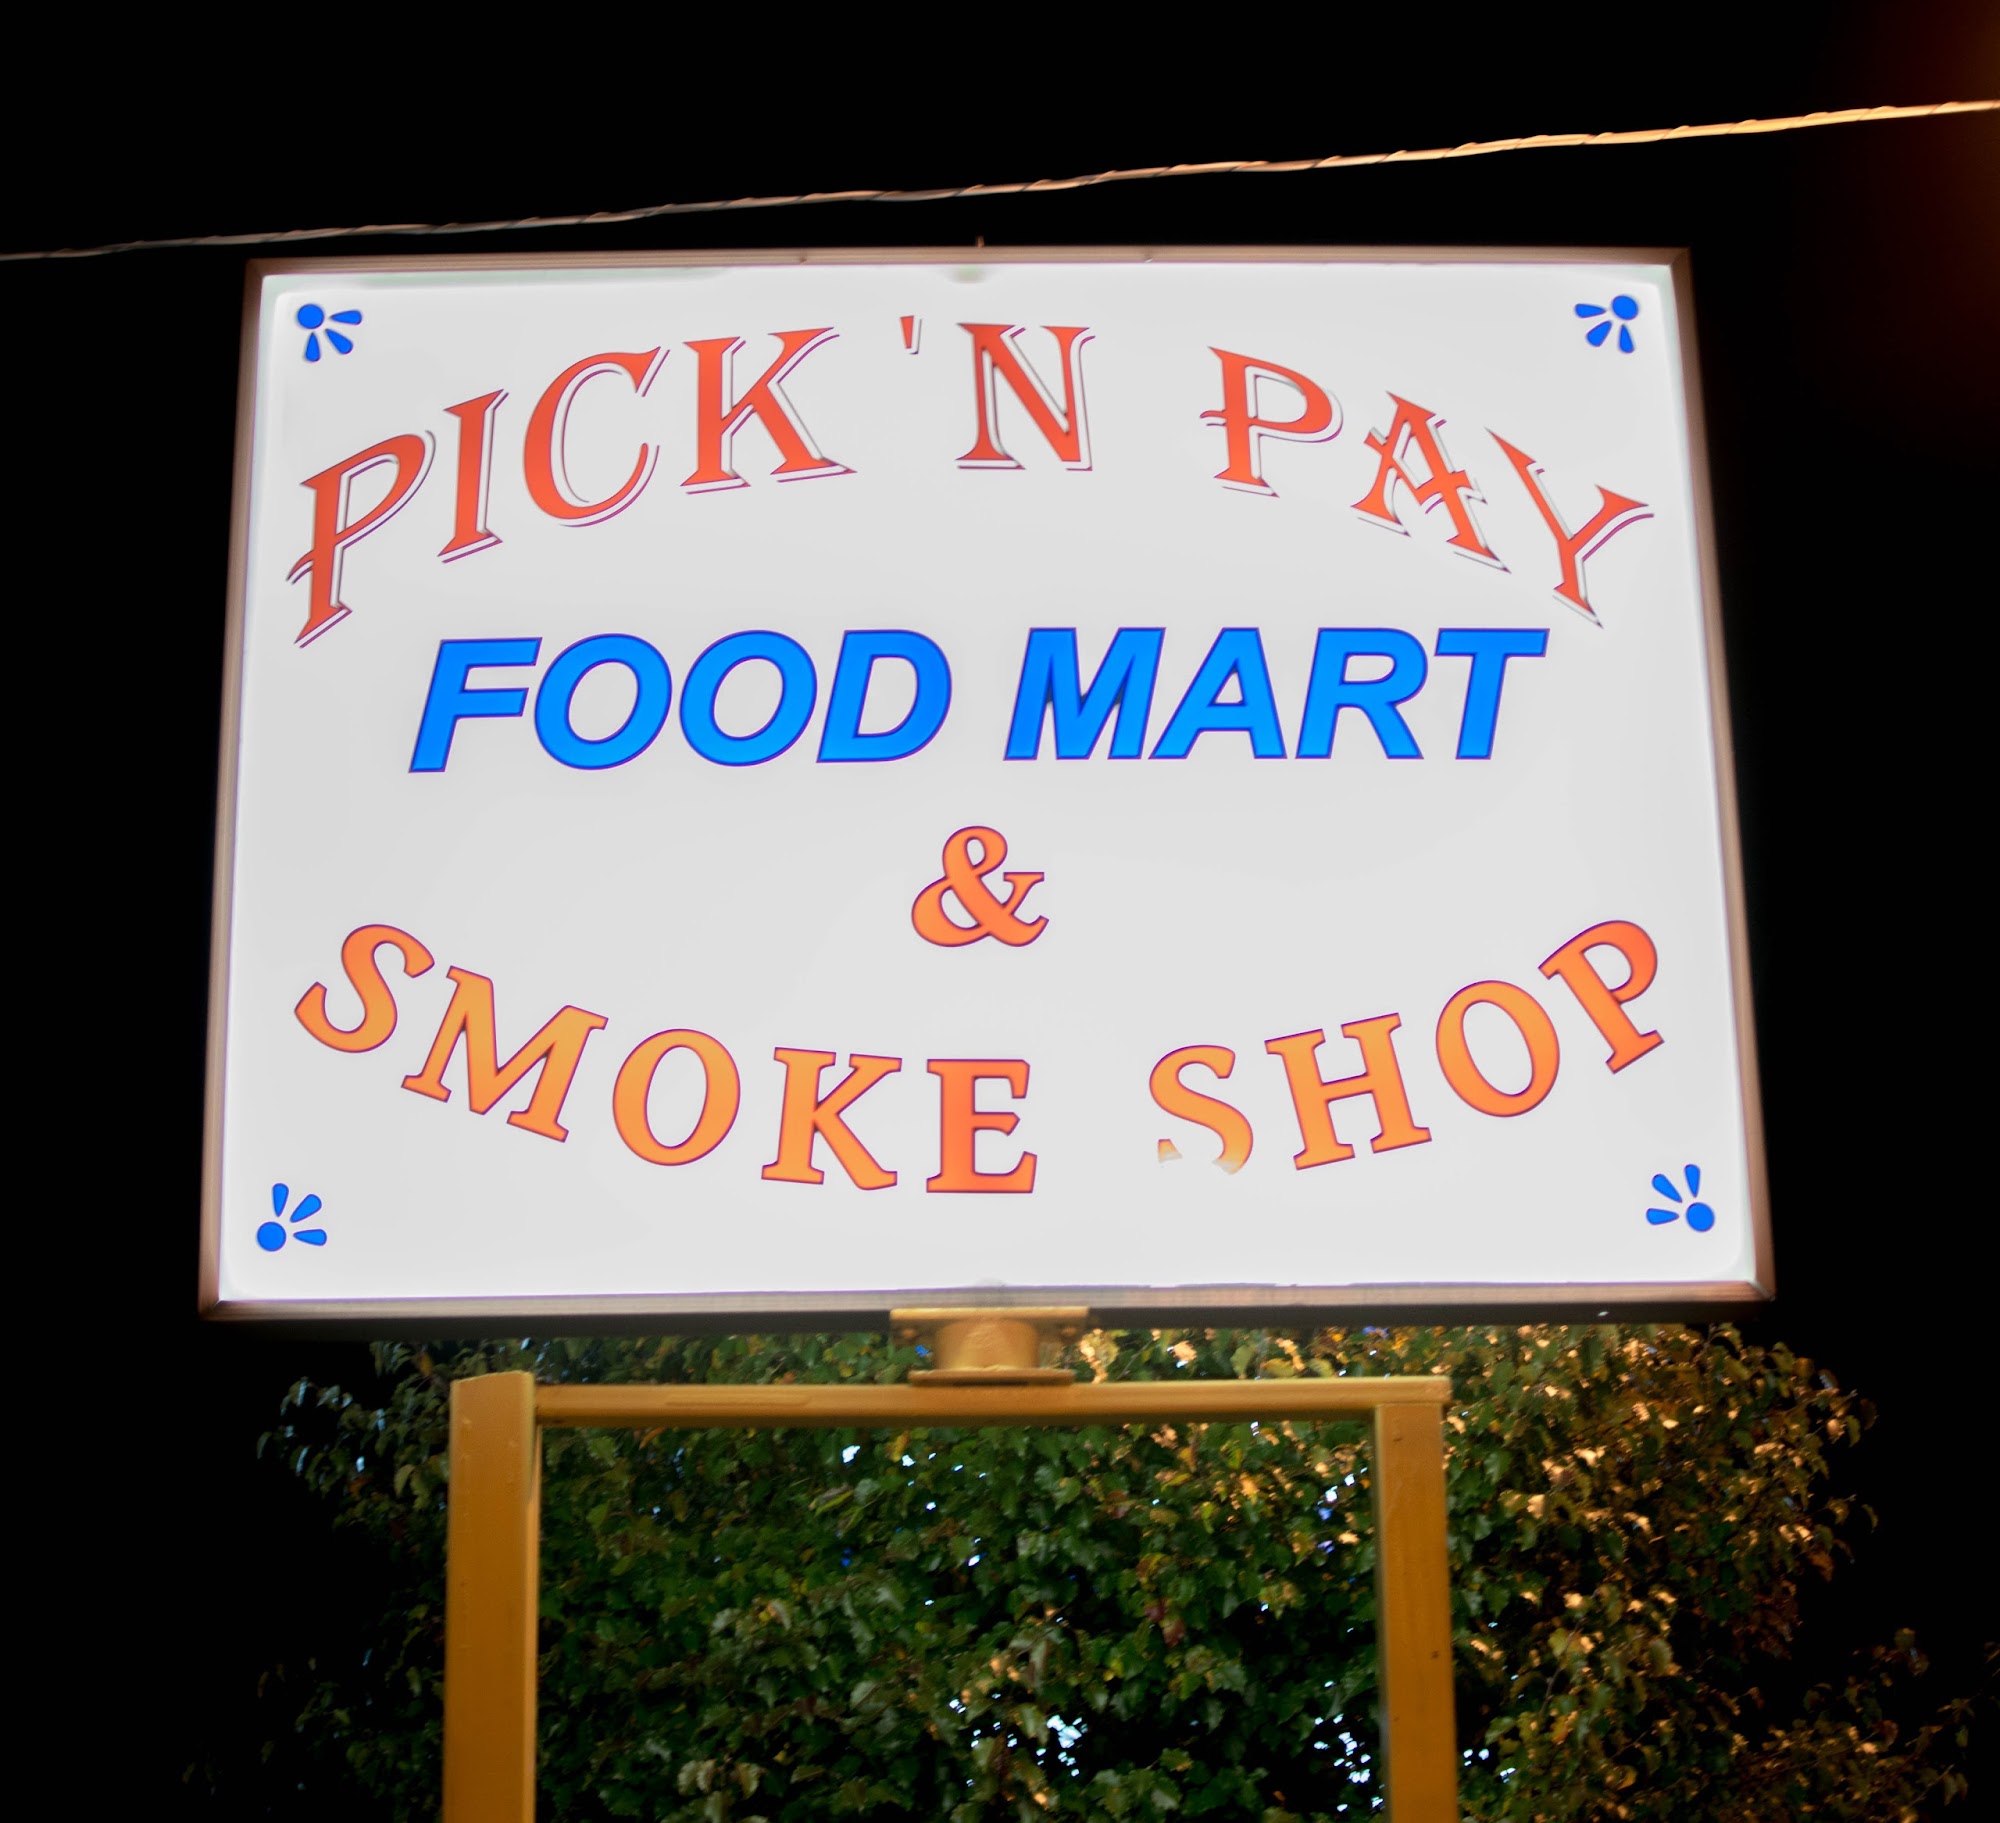 PICK 'N PAY
FOOD MART
&
SMOKE SHOP